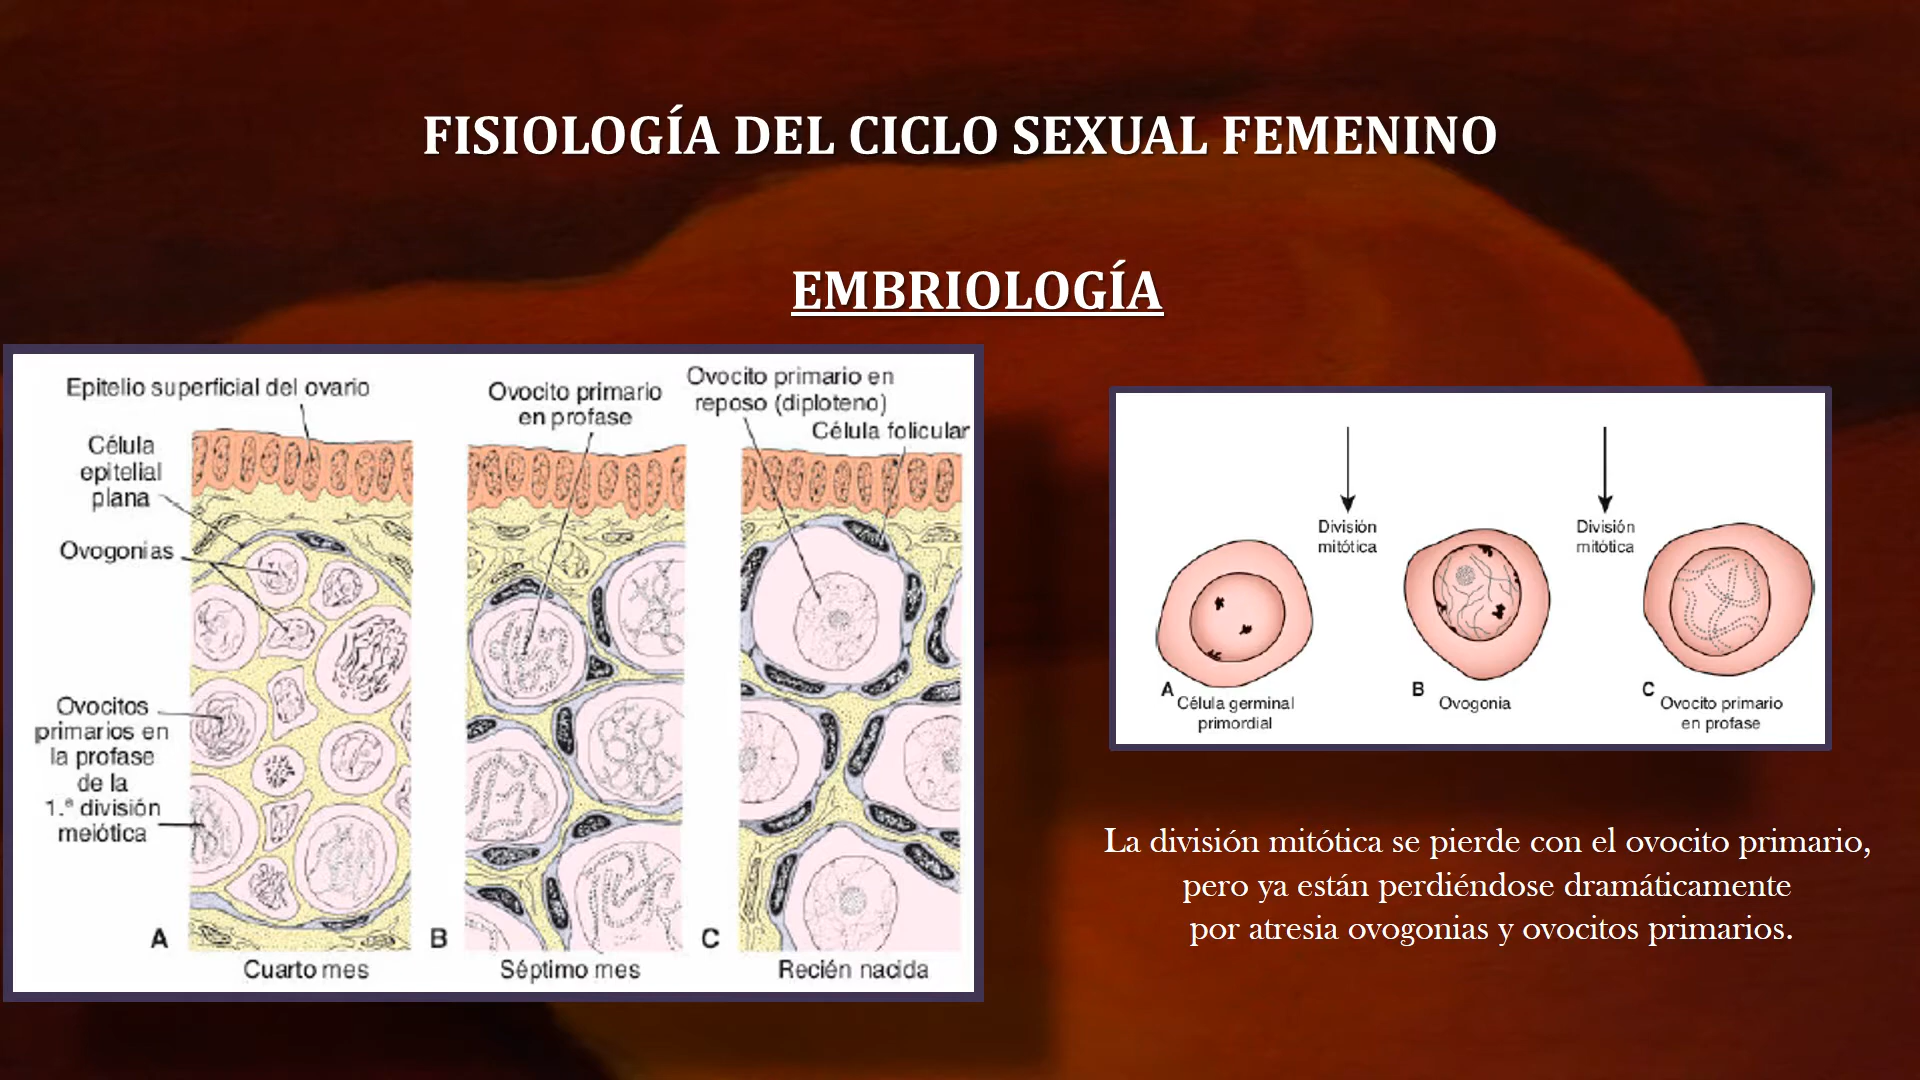 FISIOLOGÍA DEL CICLO SEXUAL FEMENINO
EMBRIOLOGÍA
Epitelio superficial del ovario
Célula
epitelial
plana
Ovogonias
Ovocitos
primarios en
la profase
de la
1.ª división
meiótica
A
Cuarto mes
Ovocito primario
en profase
B
Séptimo mes
Ovocito primario en
reposo (diploteno)
Célula folicular
C
Recién nacida
División
mitótica
División
mitótica
A
Célula germinal
primordial
B
Ovogonia
C
Ovocito primario
en profase
La división mitótica se pierde con el ovocito primario,
pero ya están perdiéndose dramáticamente
por atresia ovogonias y ovocitos primarios.